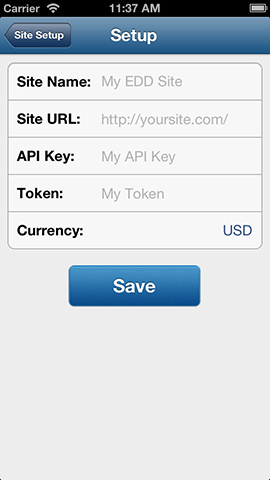 Carrier 11:37 AM
Site Setup Setup
Site Name: My EDD Site
Site URL: http://yoursite.com/
API Key: My API Key
Token: My Token
Currency: USD
Save